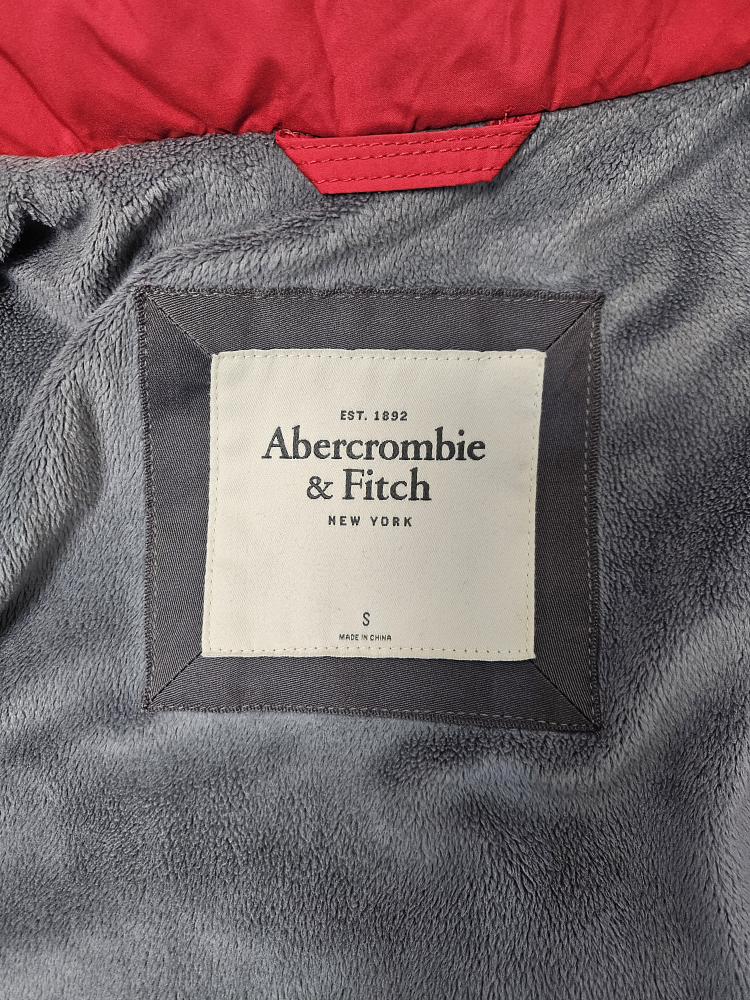 EST. 1892
Abercrombie
& Fitch
NEW YORK
S
MADE IN CHINA